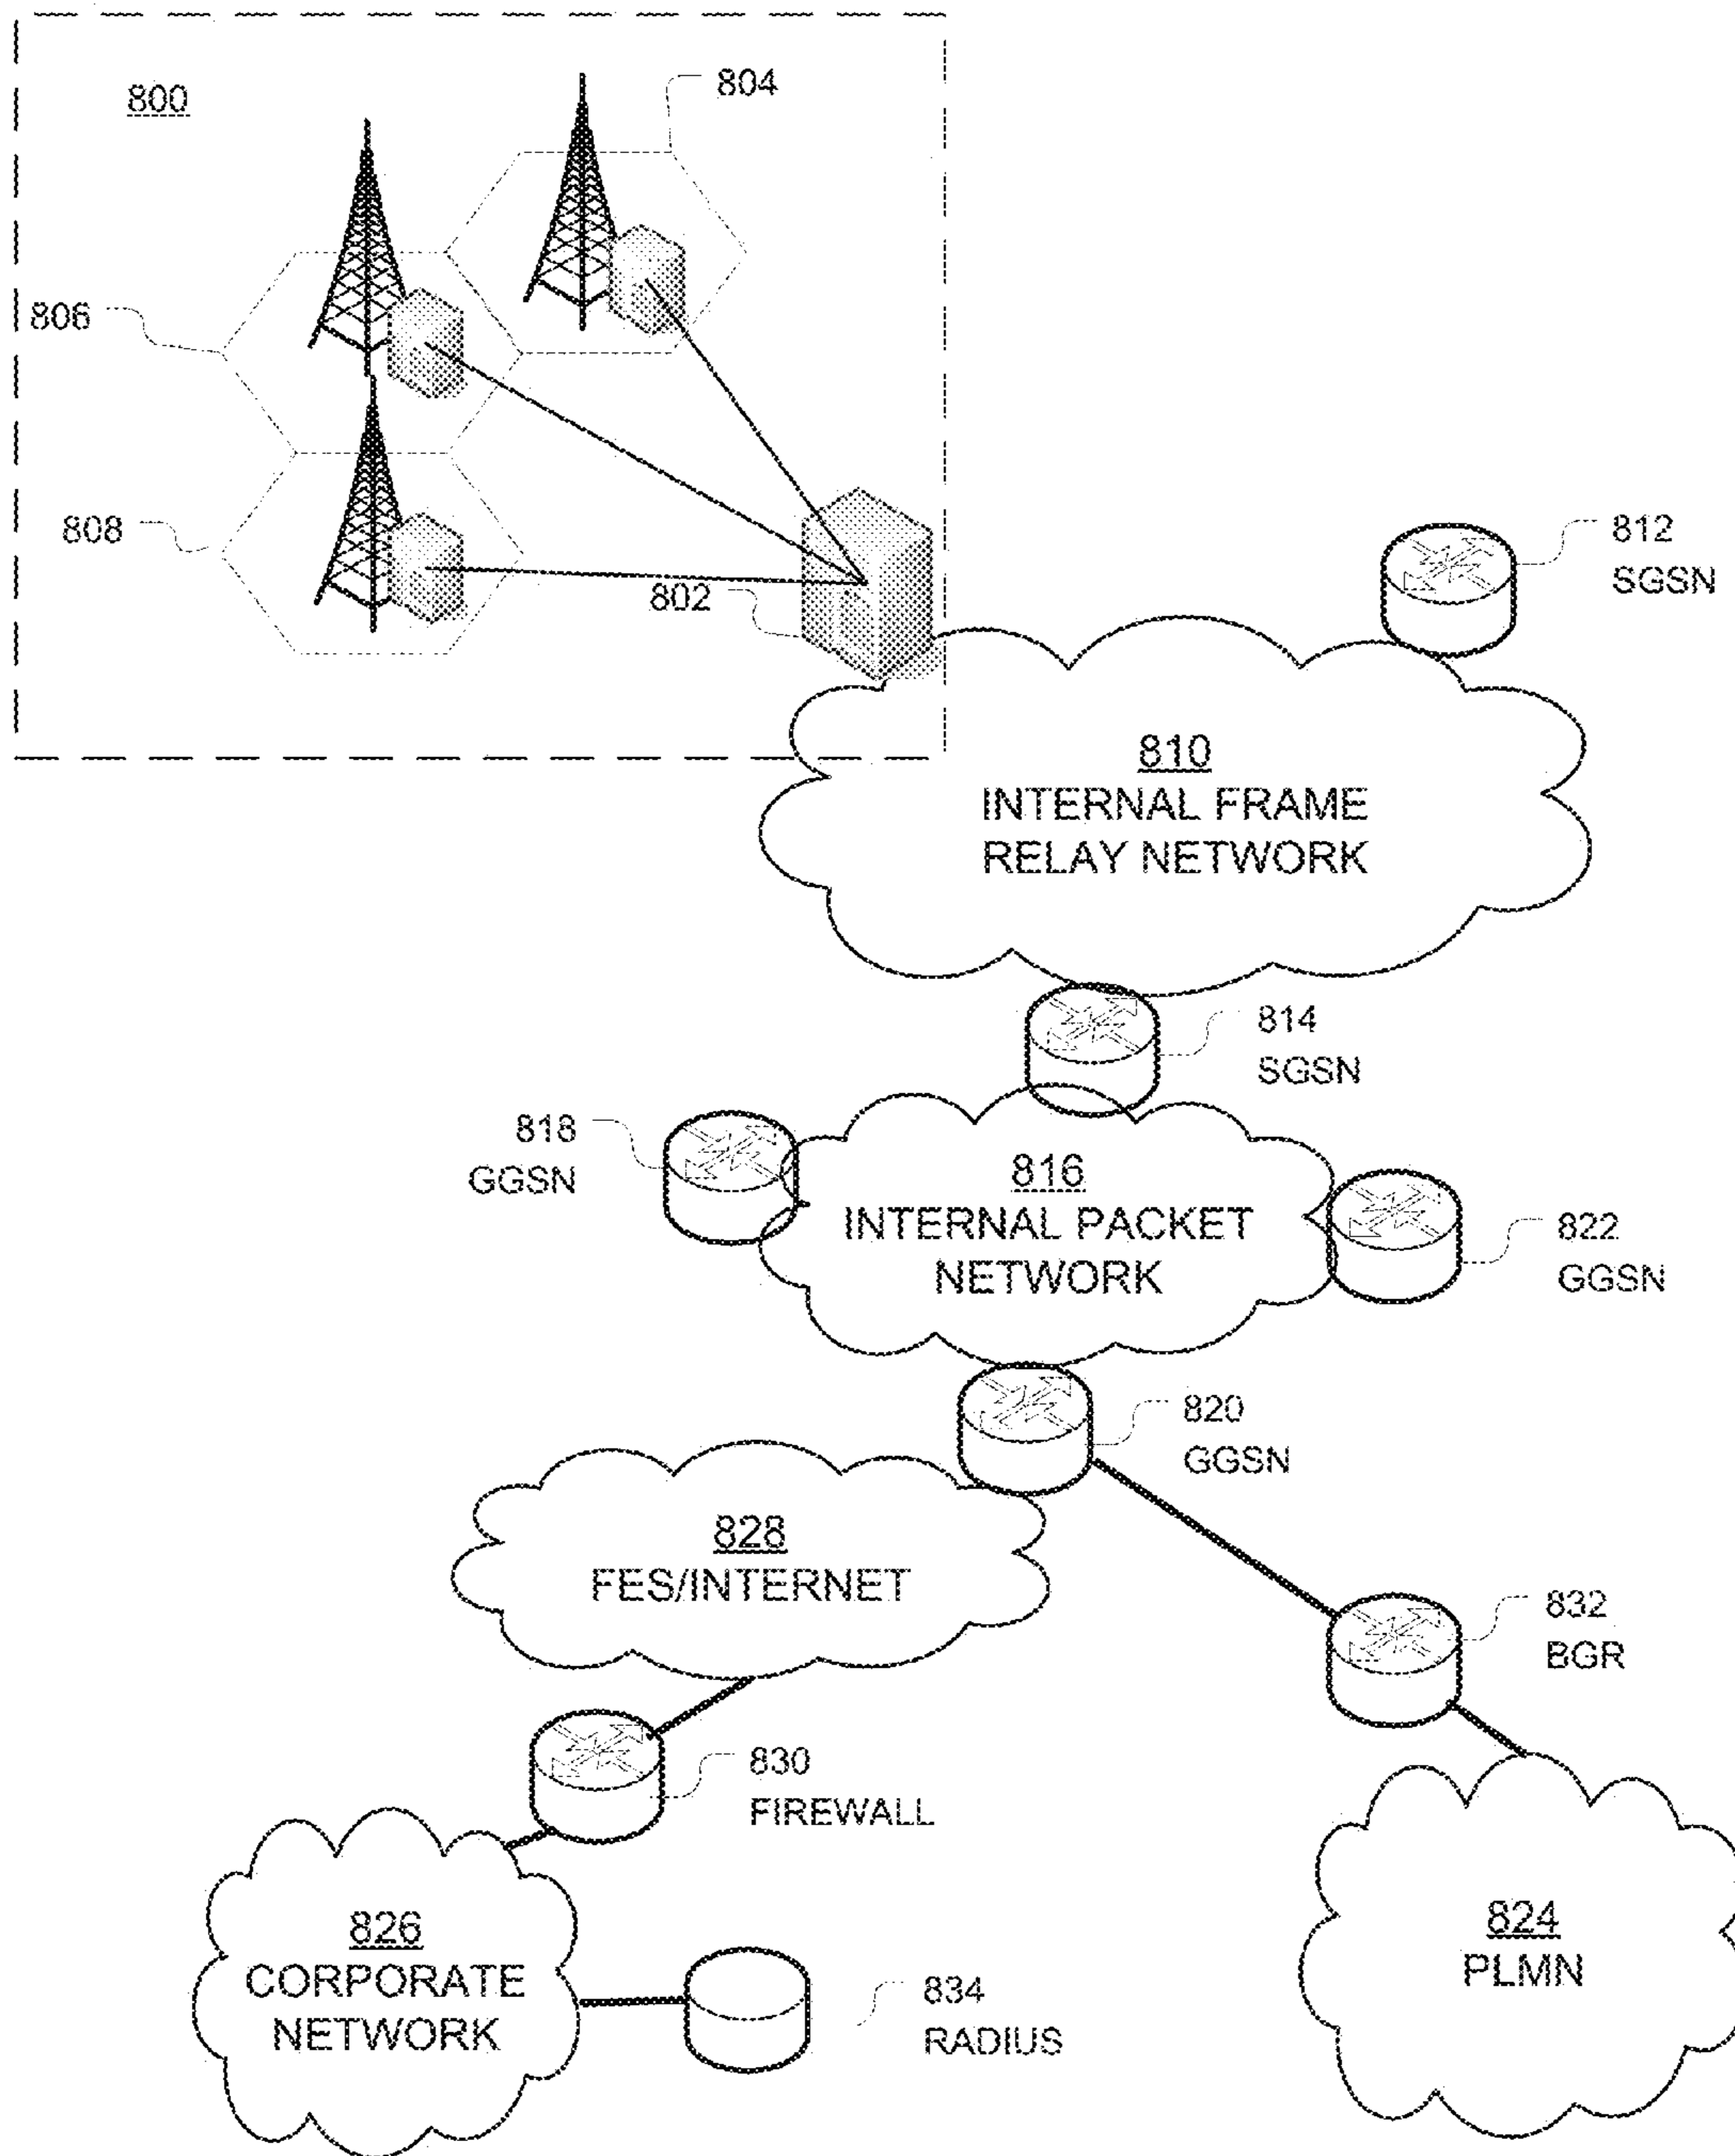 800
804
806
808
802
812
SGSN
810
INTERNAL FRAME
RELAY NETWORK
814
SGSN
818
GGSN
816
INTERNAL PACKET
NETWORK
822
GGSN
820
GGSN
828
FES/INTERNET
832
BGR
830
FIREWALL
826
CORPORATE
NETWORK
834
RADIUS
824
PLMN